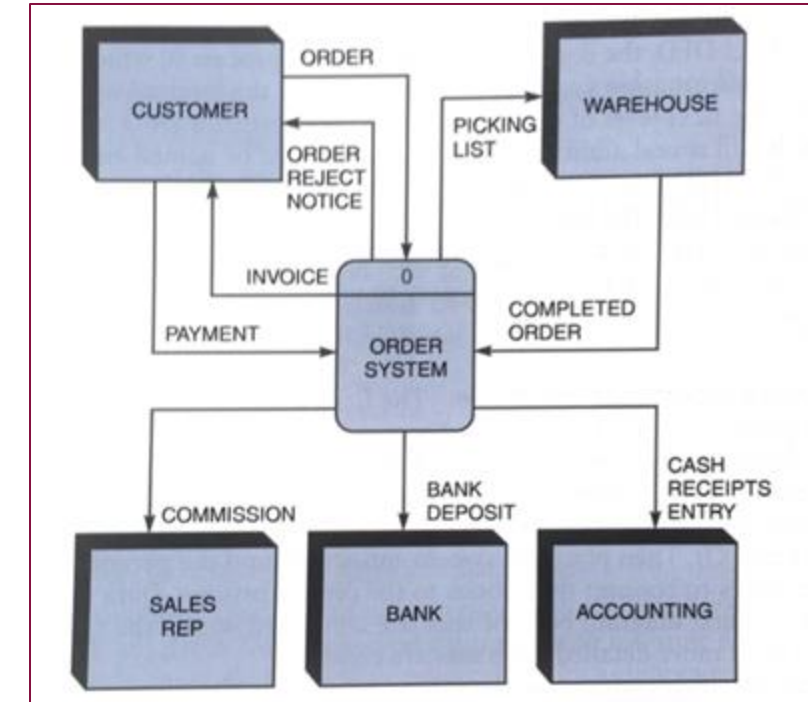 ORDER
CUSTOMER
WAREHOUSE
PICKING
LIST
ORDER
REJECT
NOTICE
INVOICE
0
COMPLETED
ORDER
PAYMENT
ORDER
SYSTEM
COMMISSION
BANK
DEPOSIT
CASH
RECEIPTS
ENTRY
SALES
REP
BANK
ACCOUNTING